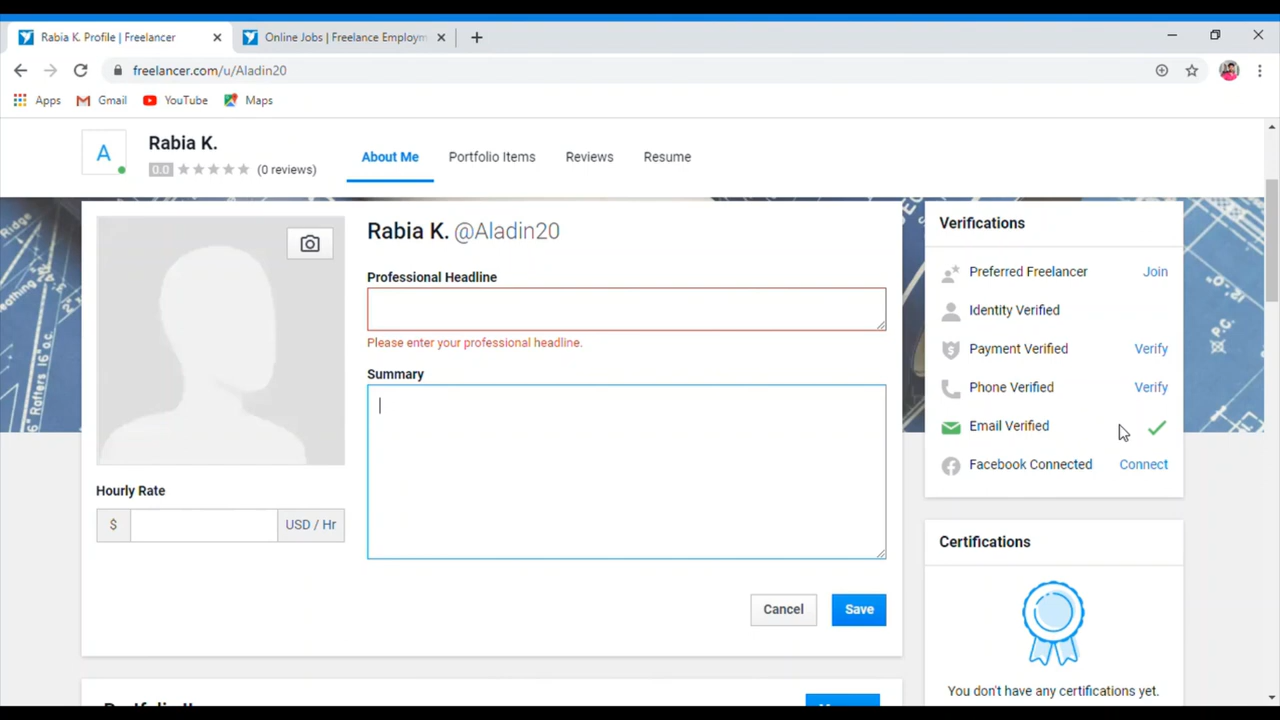 Rabia K. Profile | Freelancer
Online Jobs | Freelance Employm
freelancer.com/u/Aladin20
Apps
Gmail
YouTube
Maps
A
Rabia K.
0.0
(0 reviews)
About Me
Portfolio Items
Reviews
Resume
Rabia K. @Aladin20
Professional Headline
Please enter your professional headline.
Summary
Hourly Rate
$
USD / Hr
Cancel
Save
Verifications
Preferred Freelancer
Join
Identity Verified
Payment Verified
Verify
Phone Verified
Verify
Email Verified
Facebook Connected
Connect
Certifications
You don't have any certifications yet.
6" Rafters 16" o.c.
P.G.